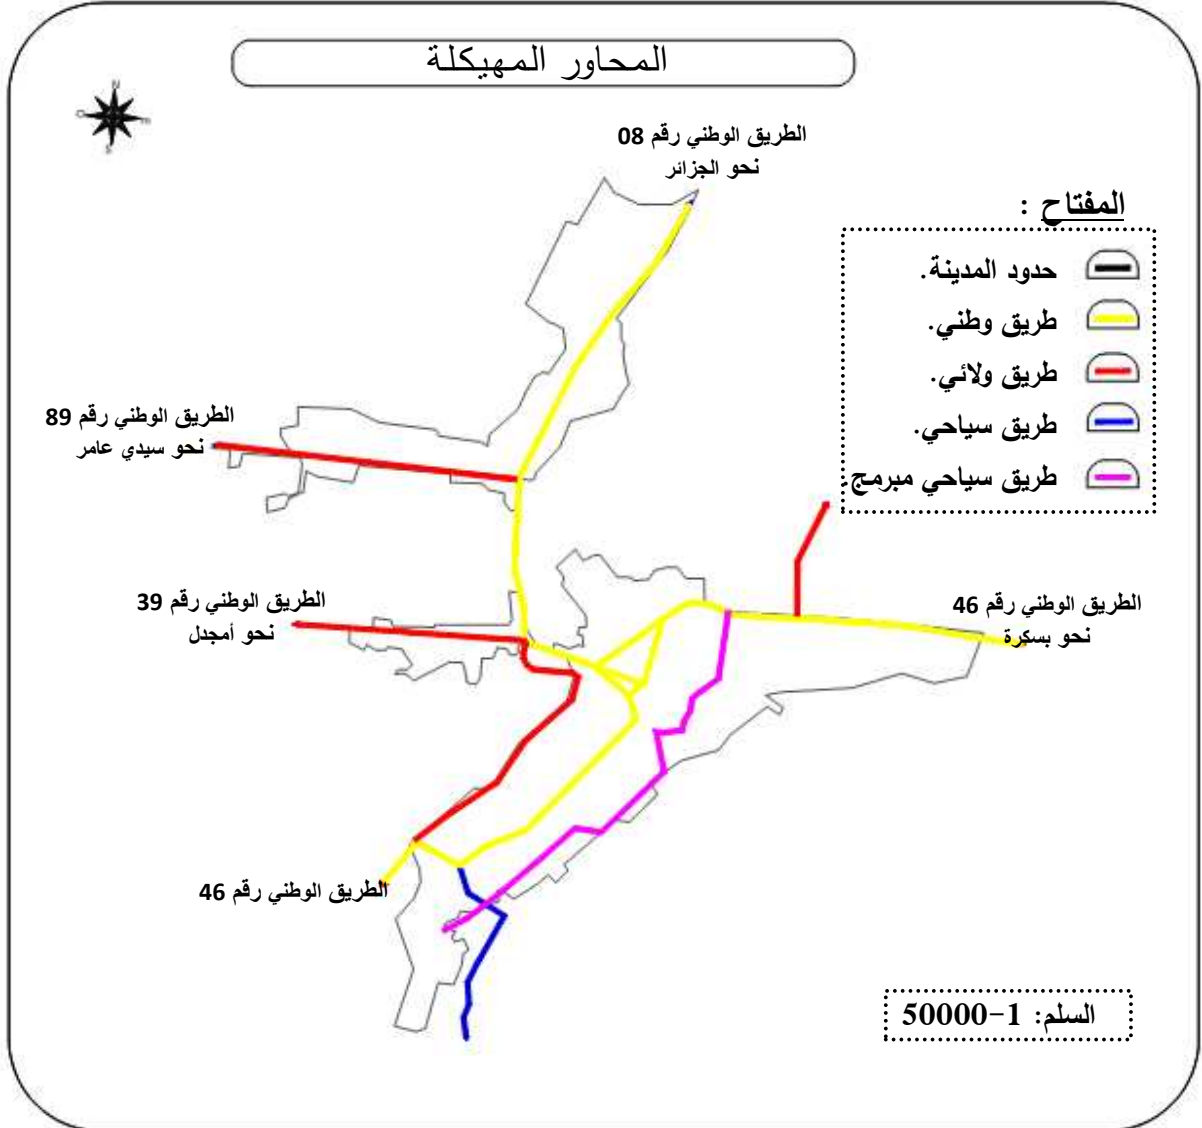 المحاور المهيكلة
N
O
E
S
الطريق الوطني رقم 08
نحو الجزائر
المفتاح :
حدود المدينة.
طريق وطني.
طريق ولائي.
طريق سياحي.
طريق سياحي مبرمج.
الطريق الوطني رقم 89
نحو سيدي عامر
الطريق الوطني رقم 39
نحو أمجدل
الطريق الوطني رقم 46
نحو بسكرة
الطريق الوطني رقم 46
السلم: 1-50000